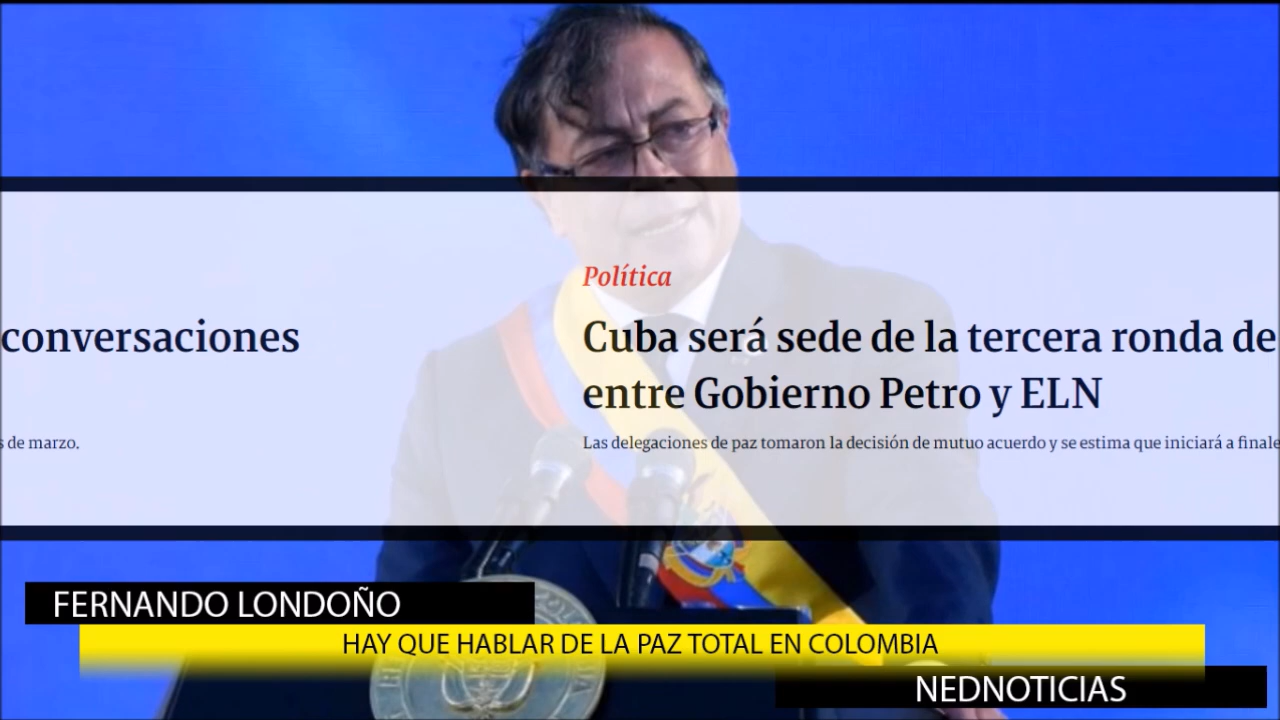 Política
conversaciones
Cuba será sede de la tercera ronda de
entre Gobierno Petro y ELN
s de marzo.
Las delegaciones de paz tomaron la decisión de mutuo acuerdo y se estima que iniciará a finale
FERNANDO LONDOÑO
HAY QUE HABLAR DE LA PAZ TOTAL EN COLOMBIA
NEDNOTICIAS